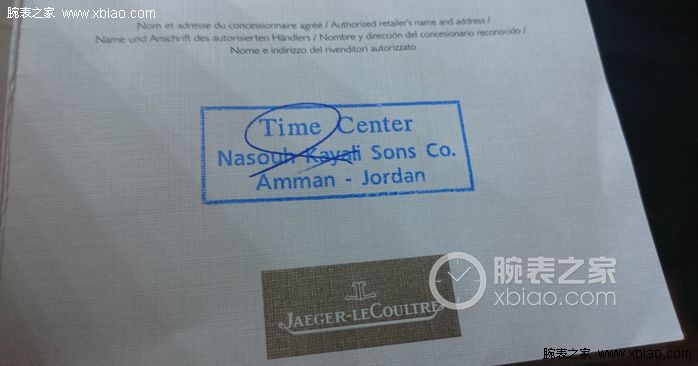 腕表之家
www.xbiao.com
Nom et adresse du concessionnaire agréé / Authorised retailer's name and address /
Name und Anschrift des autorisierten Händlers / Nombre y dirección del concesionario reconocido /
Nome e indirizzo del rivenditori autorizzato
Time Center
Nasouh Kayali Sons Co.
Amman - Jordan
JAEGER-LECOULTRE
腕表之家
xbiao.com
腕表之家 www.xbiao.com